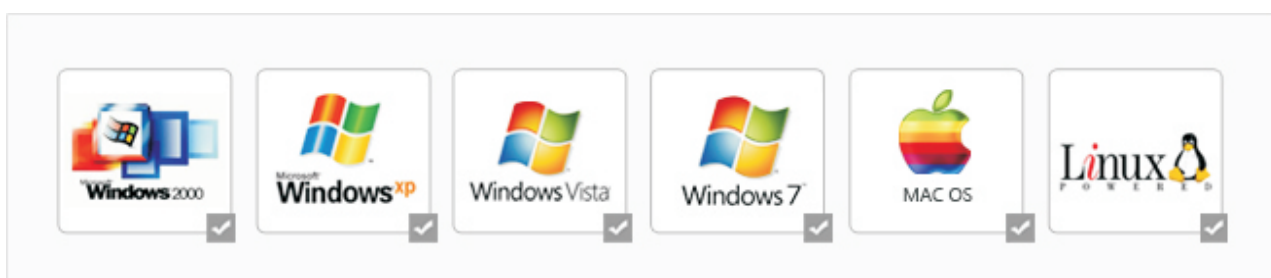 Microsoft
Windows 2000
Microsoft
Windows xp
Windows Vista
Windows 7
MAC OS
Linux
POWERED